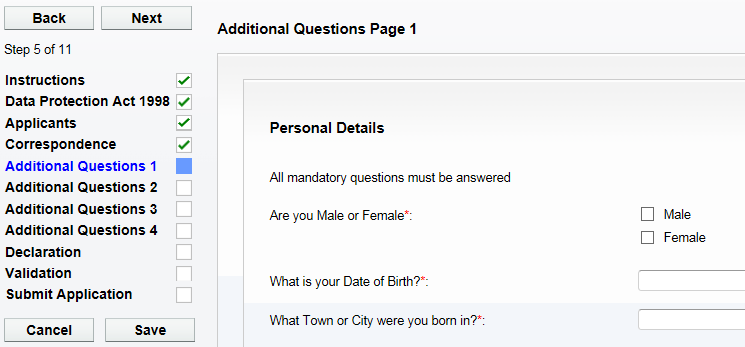 Back Next
Step 5 of 11
Instructions
Data Protection Act 1998
Applicants
Correspondence
Additional Questions 1
Additional Questions 2
Additional Questions 3
Additional Questions 4
Declaration
Validation
Submit Application
Cancel Save
Additional Questions Page 1
Personal Details
All mandatory questions must be answered
Are you Male or Female*:
Male
Female
What is your Date of Birth?*:
What Town or City were you born in?*: